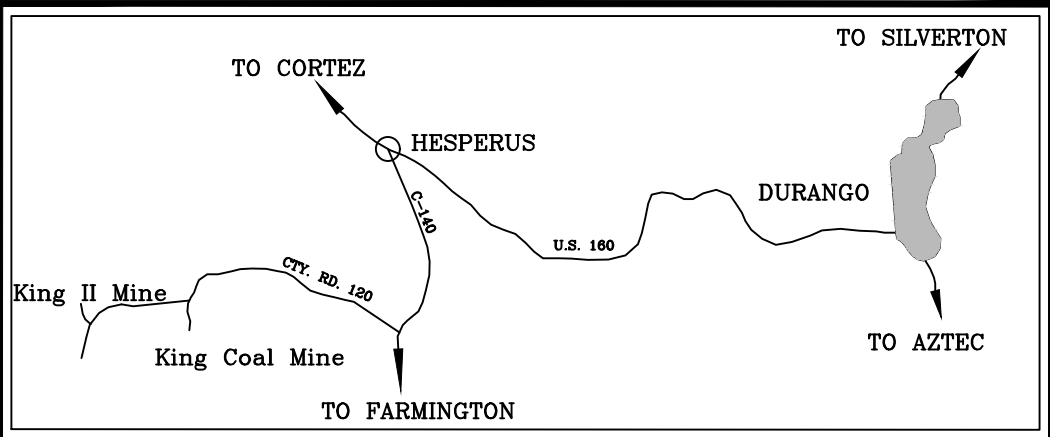 TO SILVERTON
TO CORTEZ
HESPERUS
DURANGO
C-140
U.S. 160
CTY. RD. 120
King II Mine
TO AZTEC
King Coal Mine
TO FARMINGTON